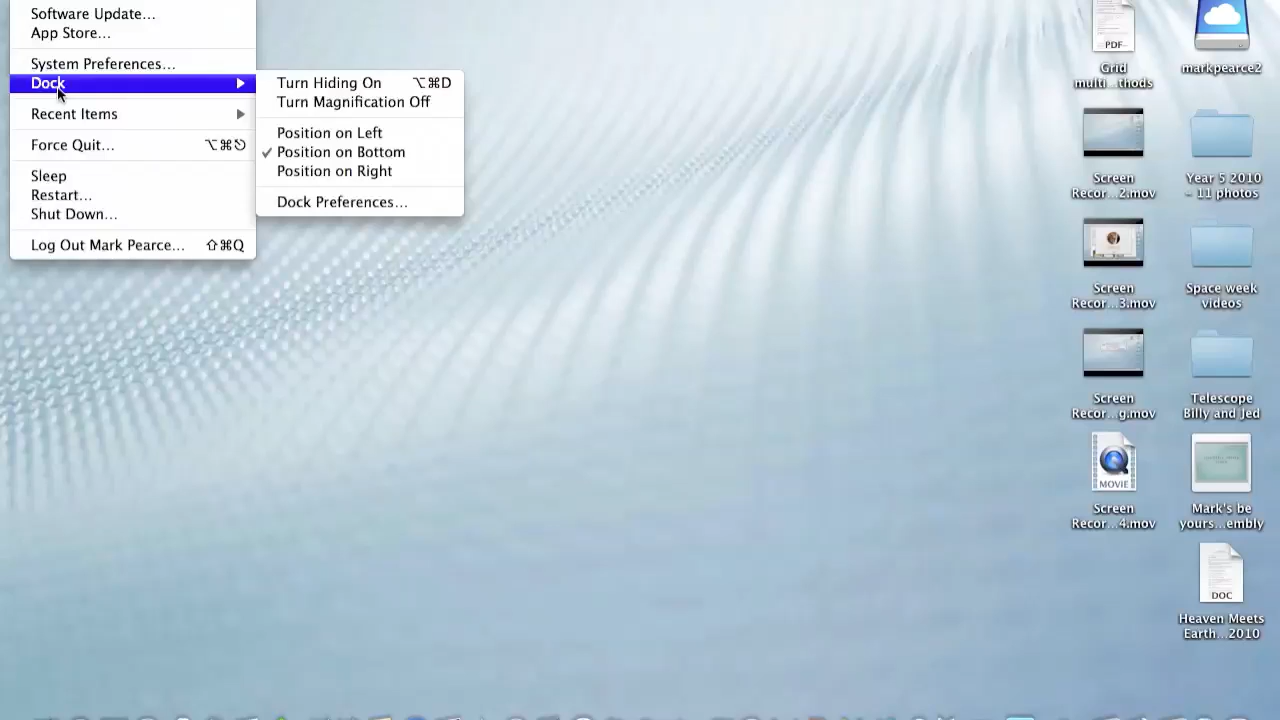 Software Update…
App Store…
System Preferences…
Dock
Recent Items
Force Quit… ⌥⌘⎋
Sleep
Restart…
Shut Down…
Log Out Mark Pearce… ⇧⌘Q
Turn Hiding On ⌥⌘D
Turn Magnification Off
Position on Left
✓ Position on Bottom
Position on Right
Dock Preferences…
PDF
Grid
multi…thods
markpearce2
Screen
Recor…2.mov
Year 5 2010
– 11 photos
Screen
Recor…3.mov
Space week
videos
Screen
Recor…g.mov
Telescope
Billy and Jed
MOVIE
Screen
Recor…4.mov
Mark's be
yours…embly
DOC
Heaven Meets
Earth…2010